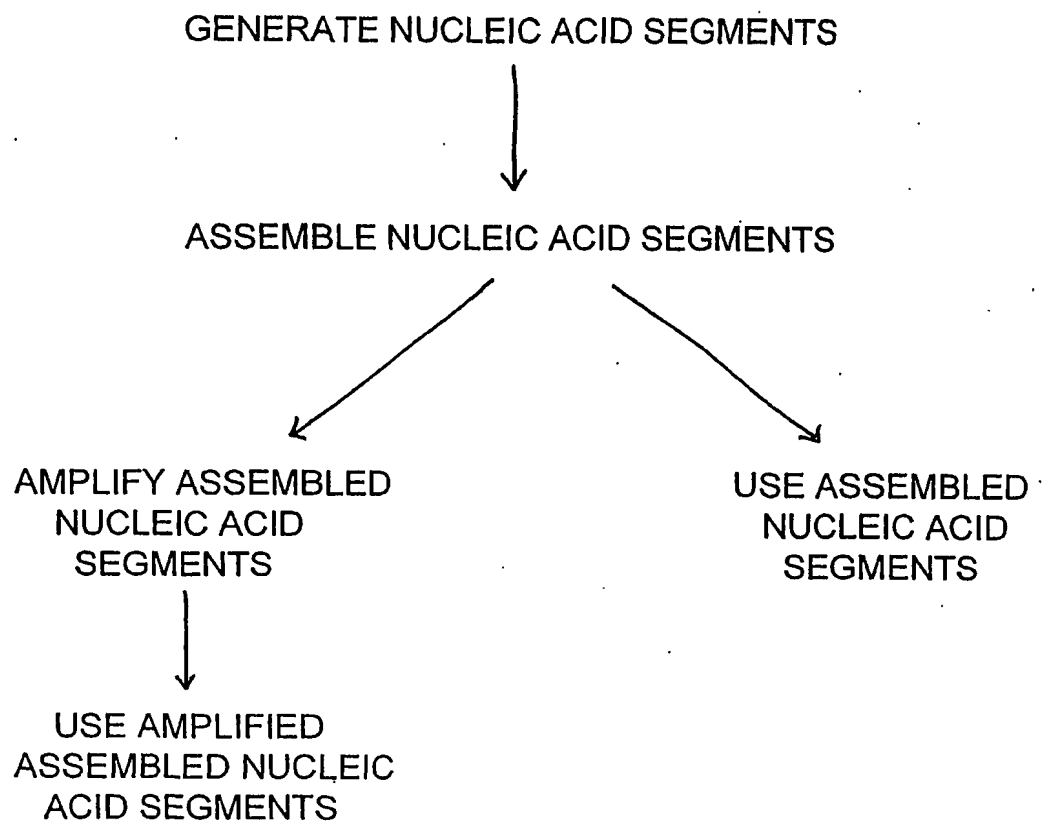 GENERATE NUCLEIC ACID SEGMENTS
ASSEMBLE NUCLEIC ACID SEGMENTS
AMPLIFY ASSEMBLED
NUCLEIC ACID
SEGMENTS
USE ASSEMBLED
NUCLEIC ACID
SEGMENTS
USE AMPLIFIED
ASSEMBLED NUCLEIC
ACID SEGMENTS